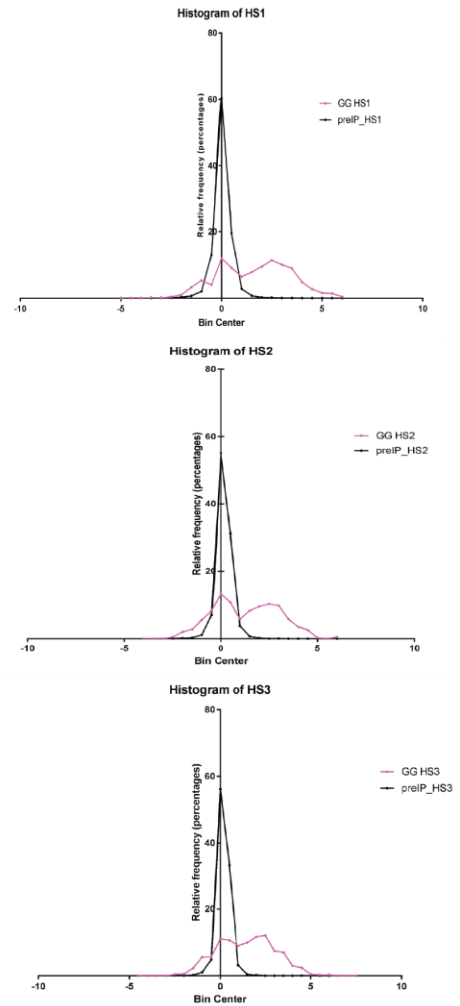 Histogram of HS1
80
60
40
20
Relative frequency (percentages)
GG HS1
preIP_HS1
-10
-5
0
5
10
Bin Center
Histogram of HS2
80
60
40
20
Relative frequency (percentages)
GG HS2
preIP_HS2
-10
-5
0
5
10
Bin Center
Histogram of HS3
80
60
40
20
Relative frequency (percentages)
GG HS3
preIP_HS3
-10
-5
0
5
10
Bin Center